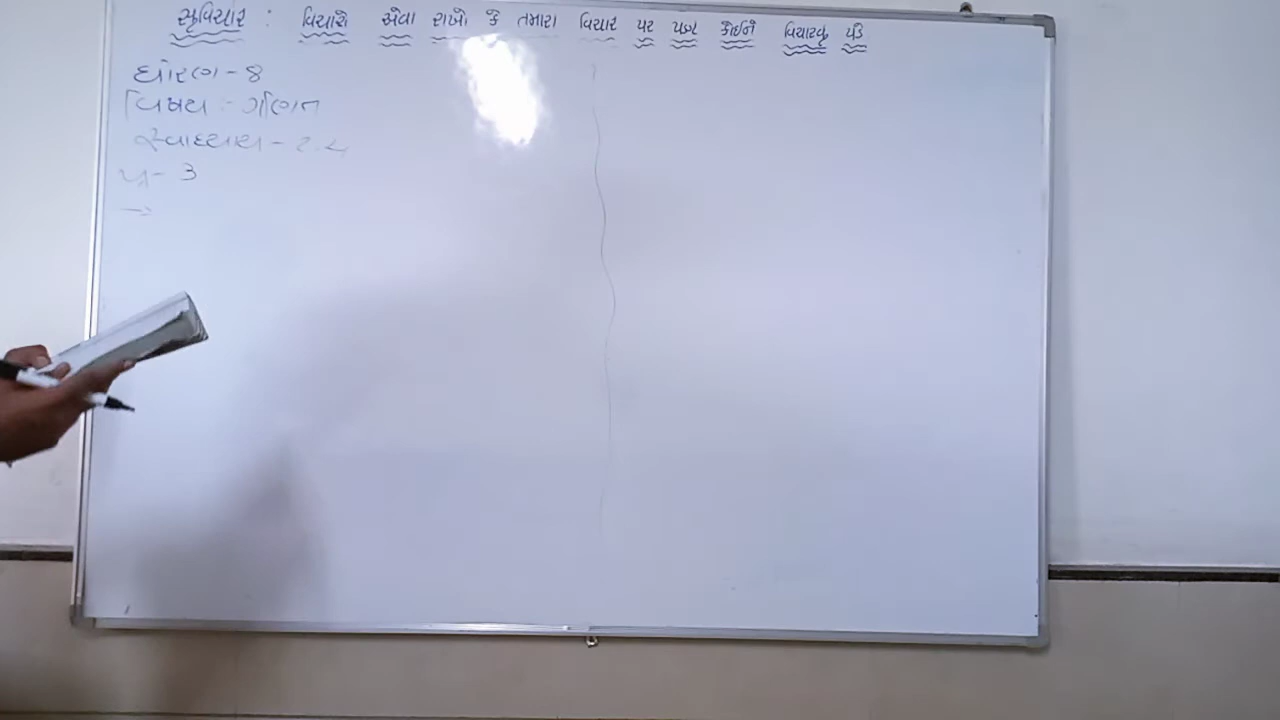 સુવિચાર : વિચારો એવા રાખો કે તમારા વિચાર પર પણ કોઈને વિચારવુ પડે
ધોરણ - 8
વિષય :- ગણિત
સ્વાધ્યાય - 2.4
પ્ર - 3
→